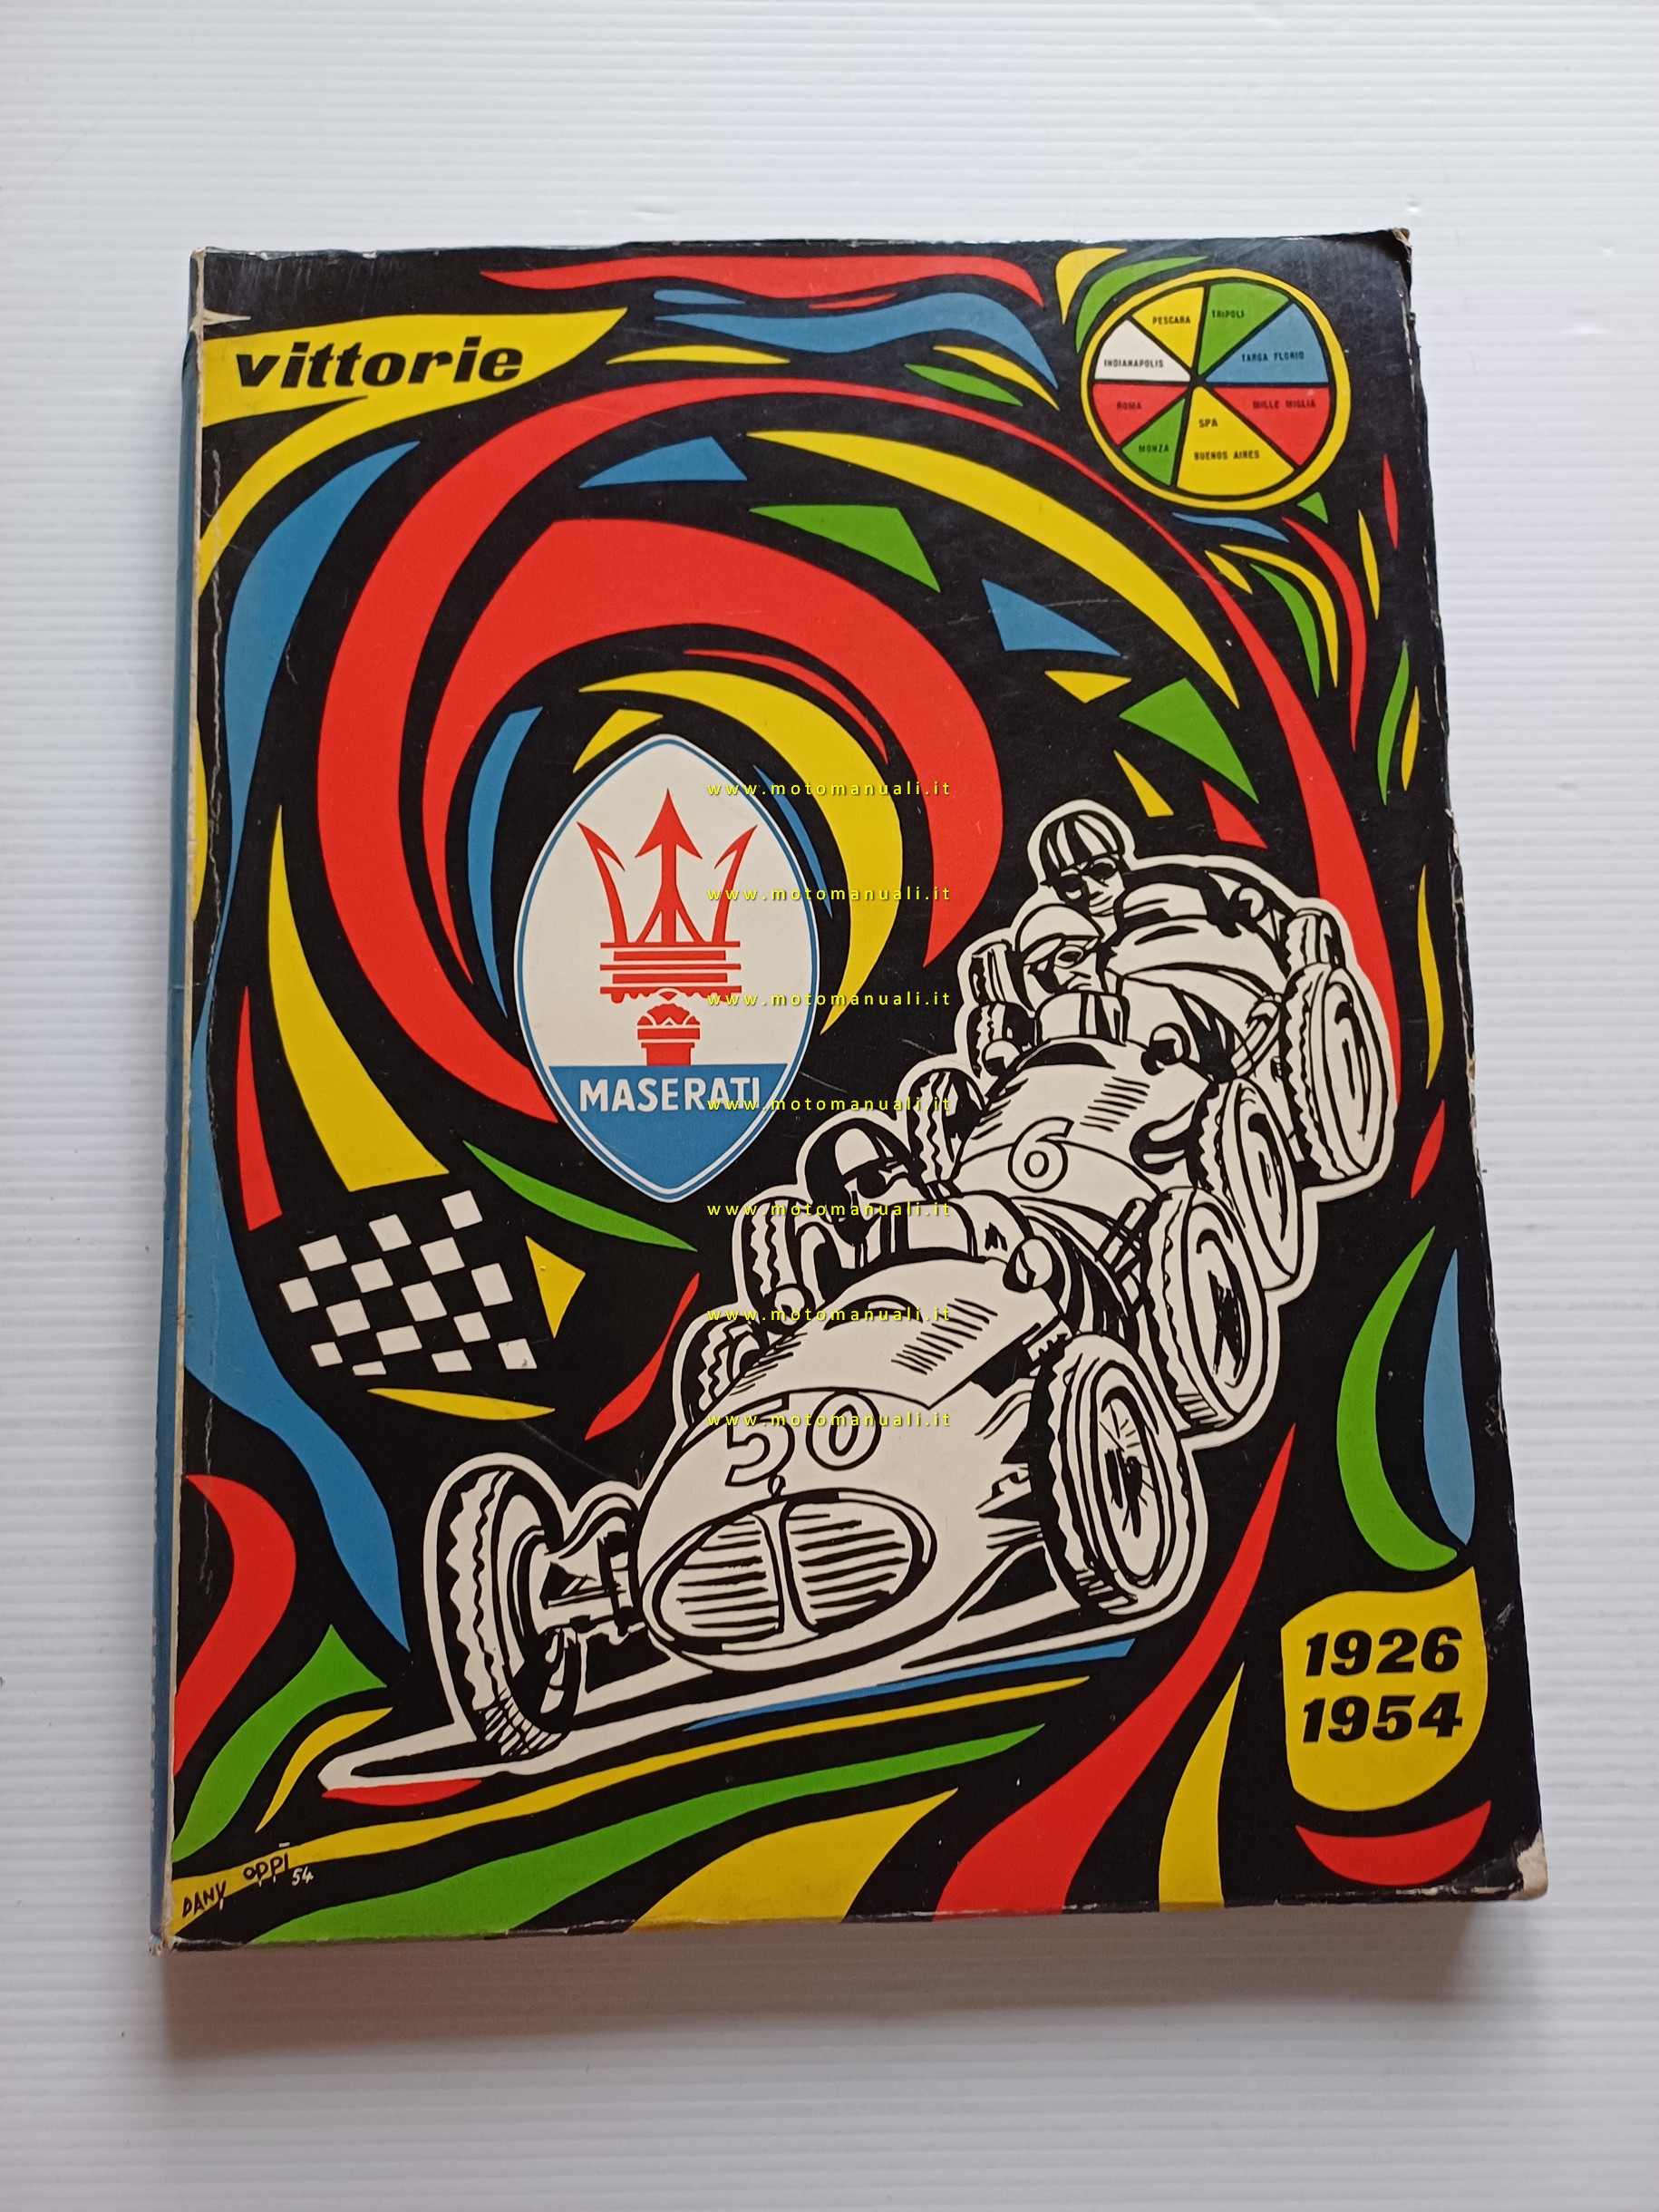 vittorie
PESCARA
TRIPOLI
INDIANAPOLIS
TARGA FLORIO
ROMA
MILLE MIGLIA
SPA
MONZA
BUENOS AIRES
www.motomanuali.it
www.motomanuali.it
www.motomanuali.it
MASERATI
www.motomanuali.it
6
www.motomanuali.it
www.motomanuali.it
50
www.motomanuali.it
1926
1954
DANY OPPI 54